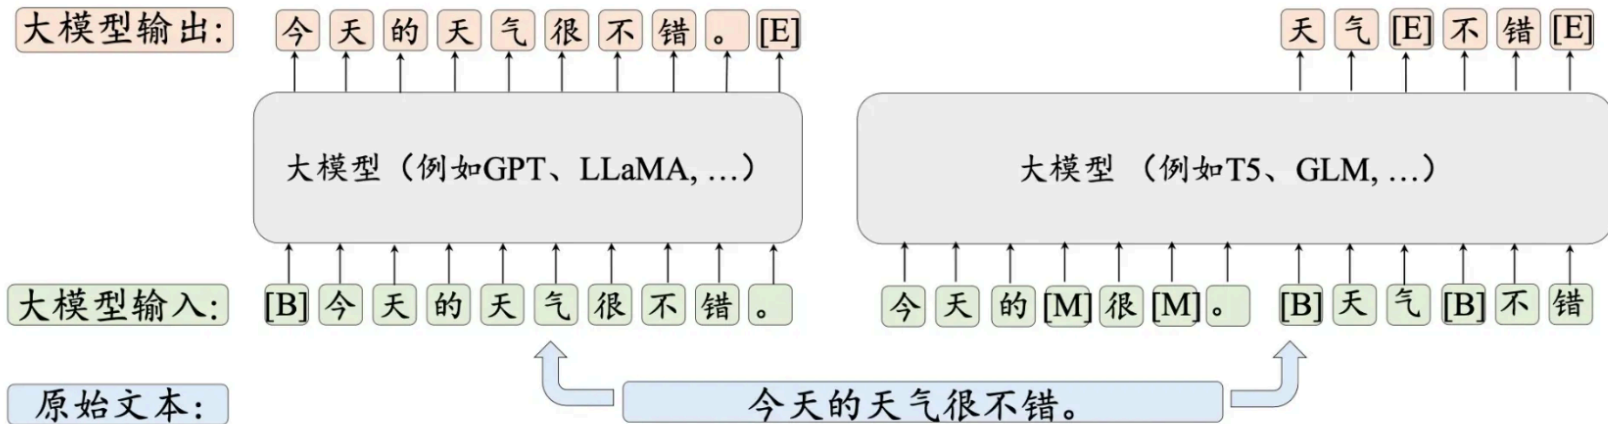 大模型输出: 今 天 的 天 气 很 不 错 。 [E] 天 气 [E] 不 错 [E]
大模型（例如GPT、LLaMA, …） 大模型 （例如T5、GLM, …）
大模型输入: [B] 今 天 的 天 气 很 不 错 。 今 天 的 [M] 很 [M] 。 [B] 天 气 [B] 不 错
原始文本: 今天的天气很不错。